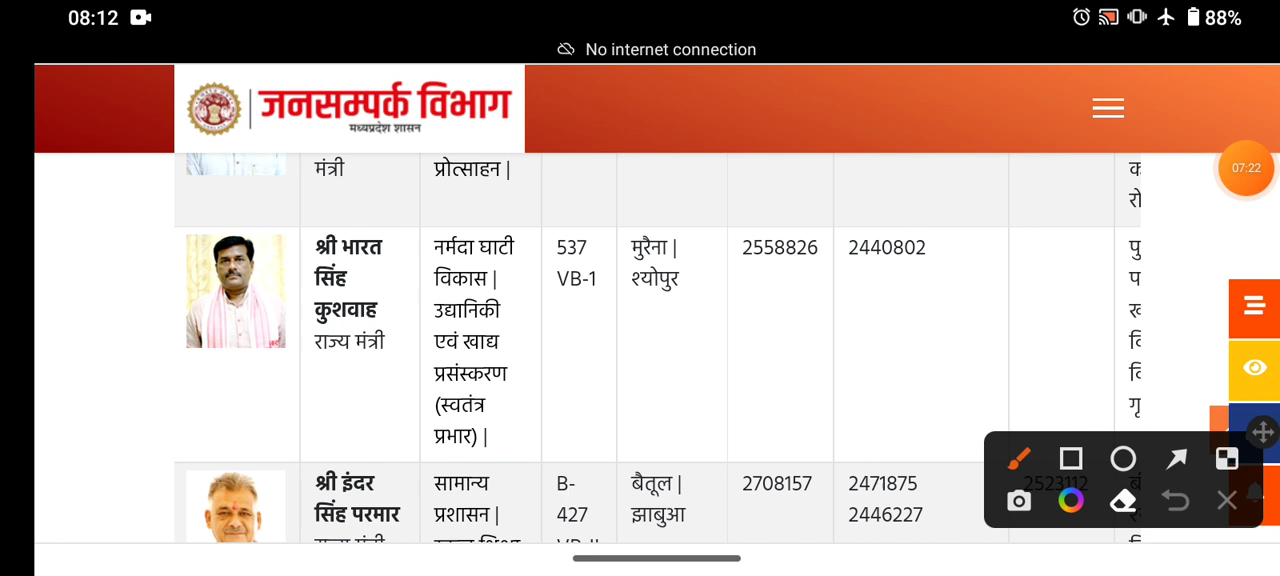 08:12
88%
No internet connection
जनसम्पर्क विभाग
मध्यप्रदेश शासन
07:22
मंत्री
प्रोत्साहन |
श्री भारत
सिंह
कुशवाह
राज्य मंत्री
नर्मदा घाटी
विकास |
उद्यानिकी
एवं खाद्य
प्रसंस्करण
(स्वतंत्र
प्रभार) |
537
VB-1
मुरैना |
श्योपुर
2558826
2440802
श्री इंदर
सिंह परमार
सामान्य
प्रशासन |
B-
427
बैतूल |
झाबुआ
2708157
2471875
2446227
2523112